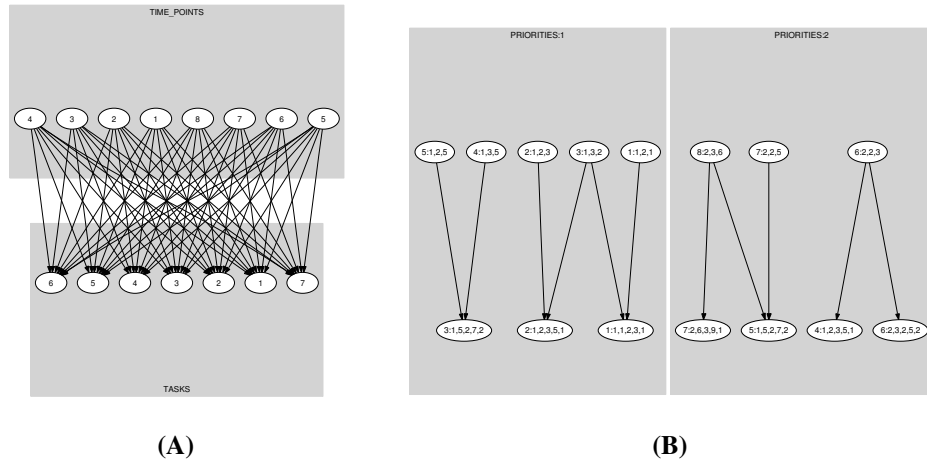 TIME_POINTS
4 3 2 1 8 7 6 5
6 5 4 3 2 1 7
TASKS
(A)
PRIORITIES:1 PRIORITIES:2
5:1,2,5 4:1,3,5 2:1,2,3 3:1,3,2 1:1,2,1 8:2,3,6 7:2,2,5 6:2,2,3
3:1,5,2,7,2 2:1,2,3,5,1 1:1,1,2,3,1 7:2,6,3,9,1 5:1,5,2,7,2 4:1,2,3,5,1 6:2,3,2,5,2
(B)